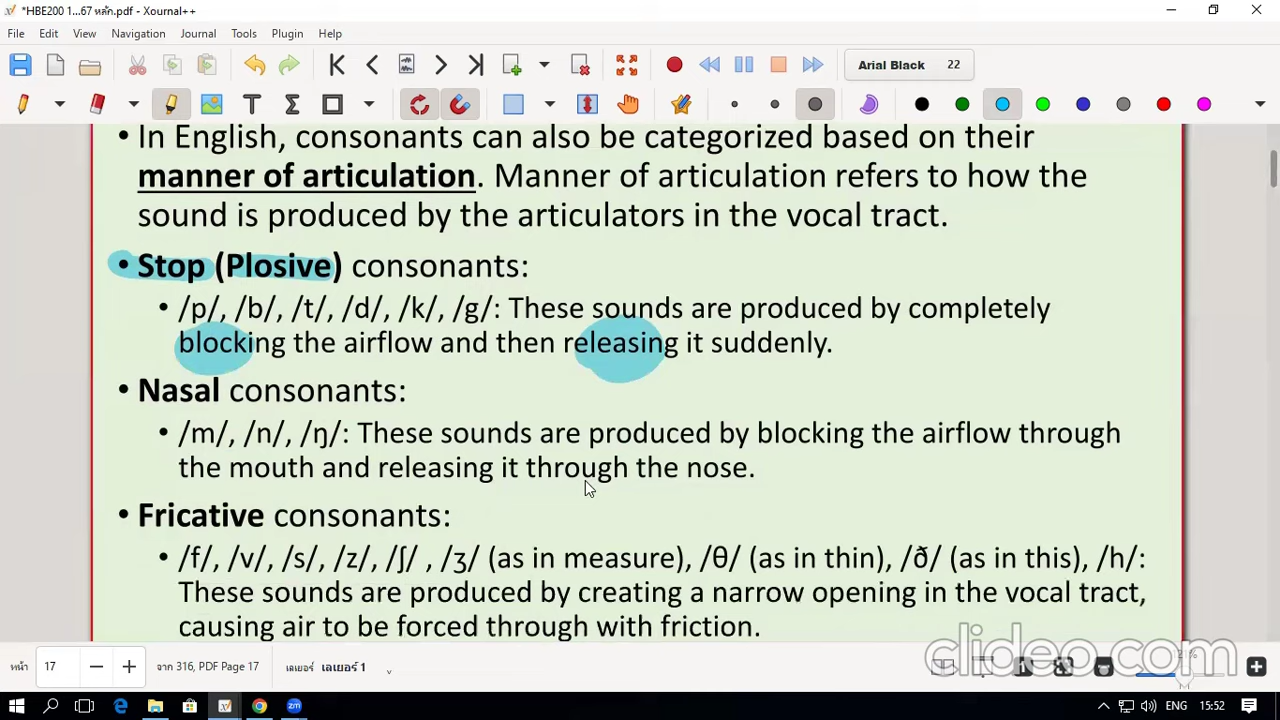 *HBE200 1...67 หลัก.pdf - Xournal++
File Edit View Navigation Journal Tools Plugin Help
Arial Black 22
• In English, consonants can also be categorized based on their
manner of articulation. Manner of articulation refers to how the
sound is produced by the articulators in the vocal tract.
• Stop (Plosive) consonants:
• /p/, /b/, /t/, /d/, /k/, /g/: These sounds are produced by completely
blocking the airflow and then releasing it suddenly.
• Nasal consonants:
• /m/, /n/, /ŋ/: These sounds are produced by blocking the airflow through
the mouth and releasing it through the nose.
• Fricative consonants:
• /f/, /v/, /s/, /z/, /ʃ/ , /ʒ/ (as in measure), /θ/ (as in thin), /ð/ (as in this), /h/:
These sounds are produced by creating a narrow opening in the vocal tract,
causing air to be forced through with friction.
clideo.com
หน้า 17 จาก 316, PDF Page 17 เลเยอร์ เลเยอร์ 1
ENG 15:52